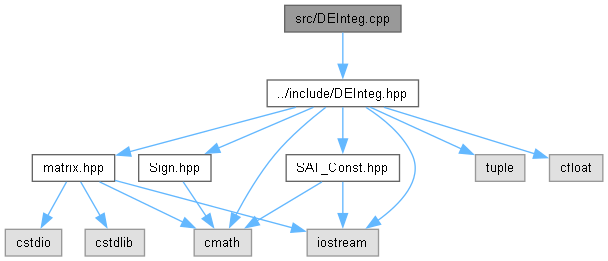 src/DEInteg.cpp
../include/DEInteg.hpp
matrix.hpp
Sign.hpp
SAT_Const.hpp
tuple
cfloat
cstdio
cstdlib
cmath
iostream